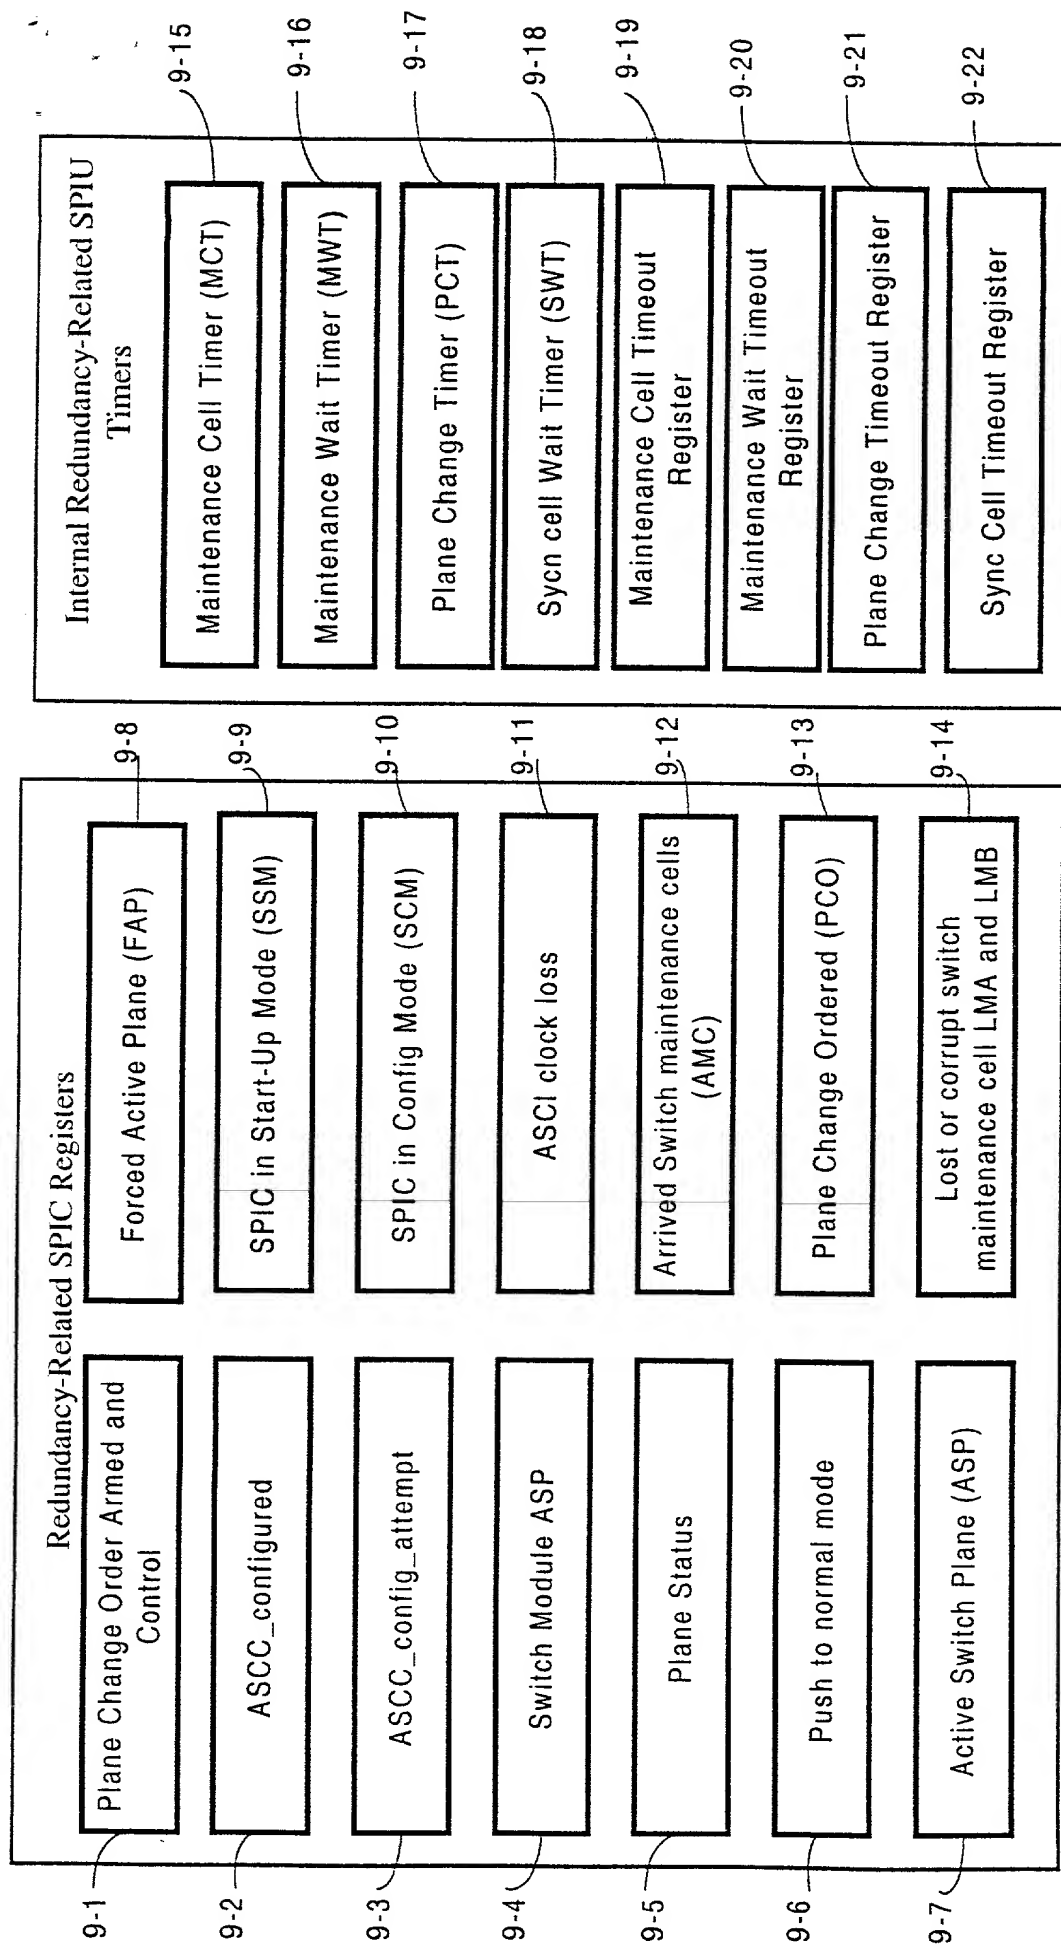 Redundancy-Related SPIC Registers
9-1
Plane Change Order Armed and
Control
9-2
ASCC_configured
9-3
ASCC_config_attempt
9-4
Switch Module ASP
9-5
Plane Status
9-6
Push to normal mode
9-7
Active Switch Plane (ASP)
9-8
Forced Active Plane (FAP)
9-9
SPIC in Start-Up Mode (SSM)
9-10
SPIC in Config Mode (SCM)
9-11
ASCI clock loss
9-12
Arrived Switch maintenance cells
(AMC)
9-13
Plane Change Ordered (PCO)
9-14
Lost or corrupt switch
maintenance cell LMA and LMB
Internal Redundancy-Related SPIU
Timers
9-15
Maintenance Cell Timer (MCT)
9-16
Maintenance Wait Timer (MWT)
9-17
Plane Change Timer (PCT)
9-18
Sycn cell Wait Timer (SWT)
9-19
Maintenance Cell Timeout
Register
9-20
Maintenance Wait Timeout
Register
9-21
Plane Change Timeout Register
9-22
Sync Cell Timeout Register